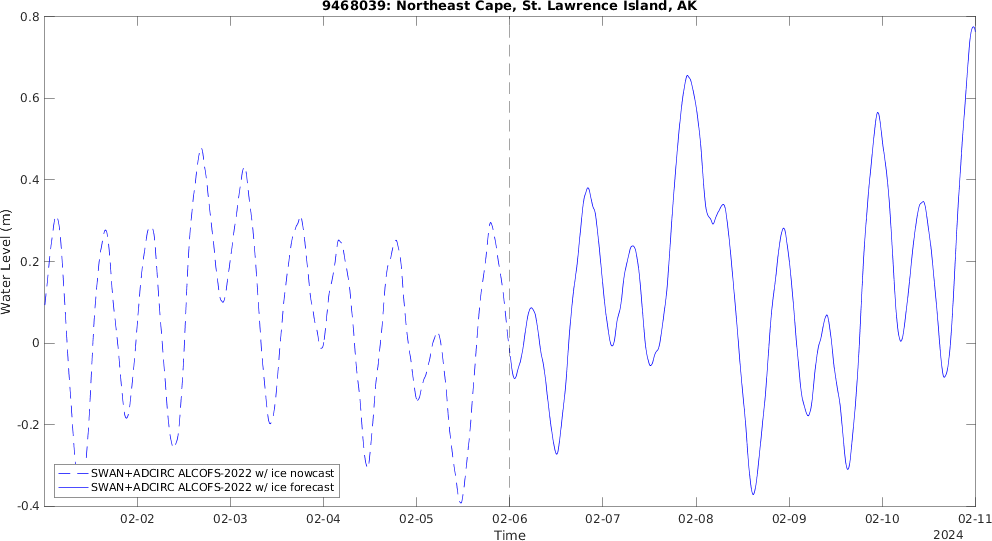 9468039: Northeast Cape, St. Lawrence Island, AK
Water Level (m)
0.8
0.6
0.4
0.2
0
-0.2
-0.4
SWAN+ADCIRC ALCOFS-2022 w/ ice nowcast
SWAN+ADCIRC ALCOFS-2022 w/ ice forecast
02-02 02-03 02-04 02-05 02-06 02-07 02-08 02-09 02-10 02-11
Time
2024